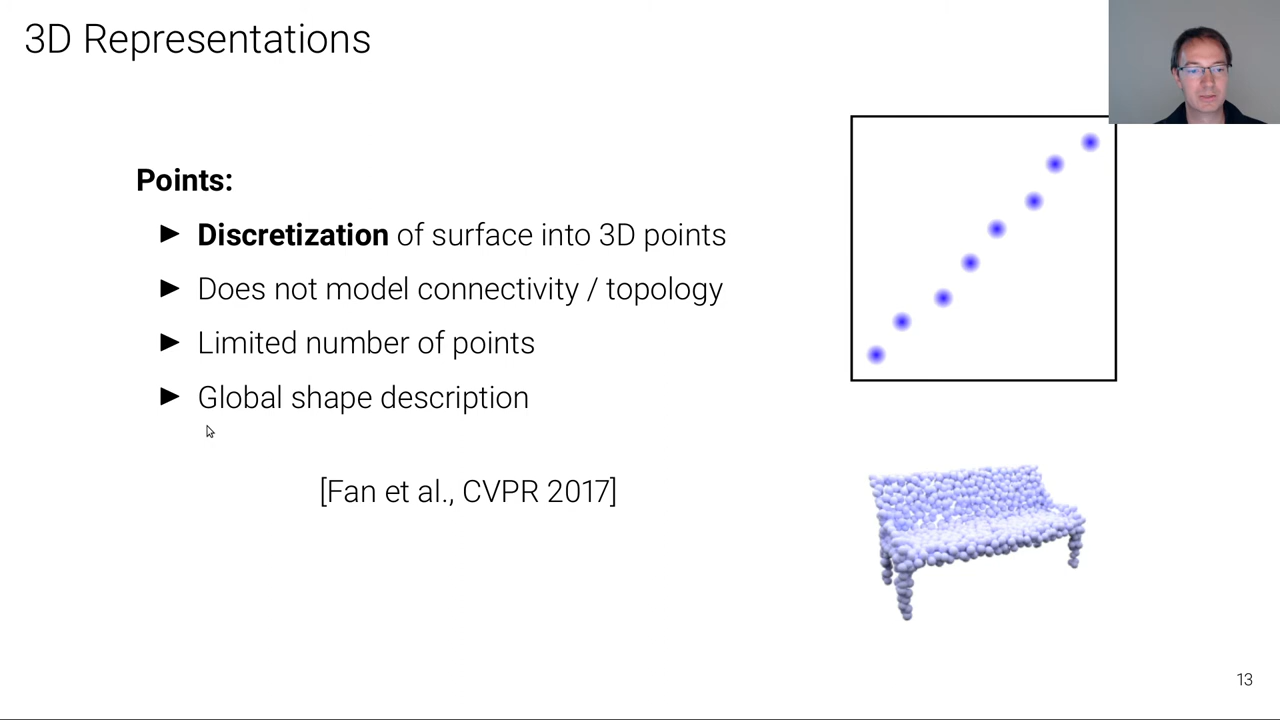 3D Representations
Points:
► Discretization of surface into 3D points
► Does not model connectivity / topology
► Limited number of points
► Global shape description
[Fan et al., CVPR 2017]
13